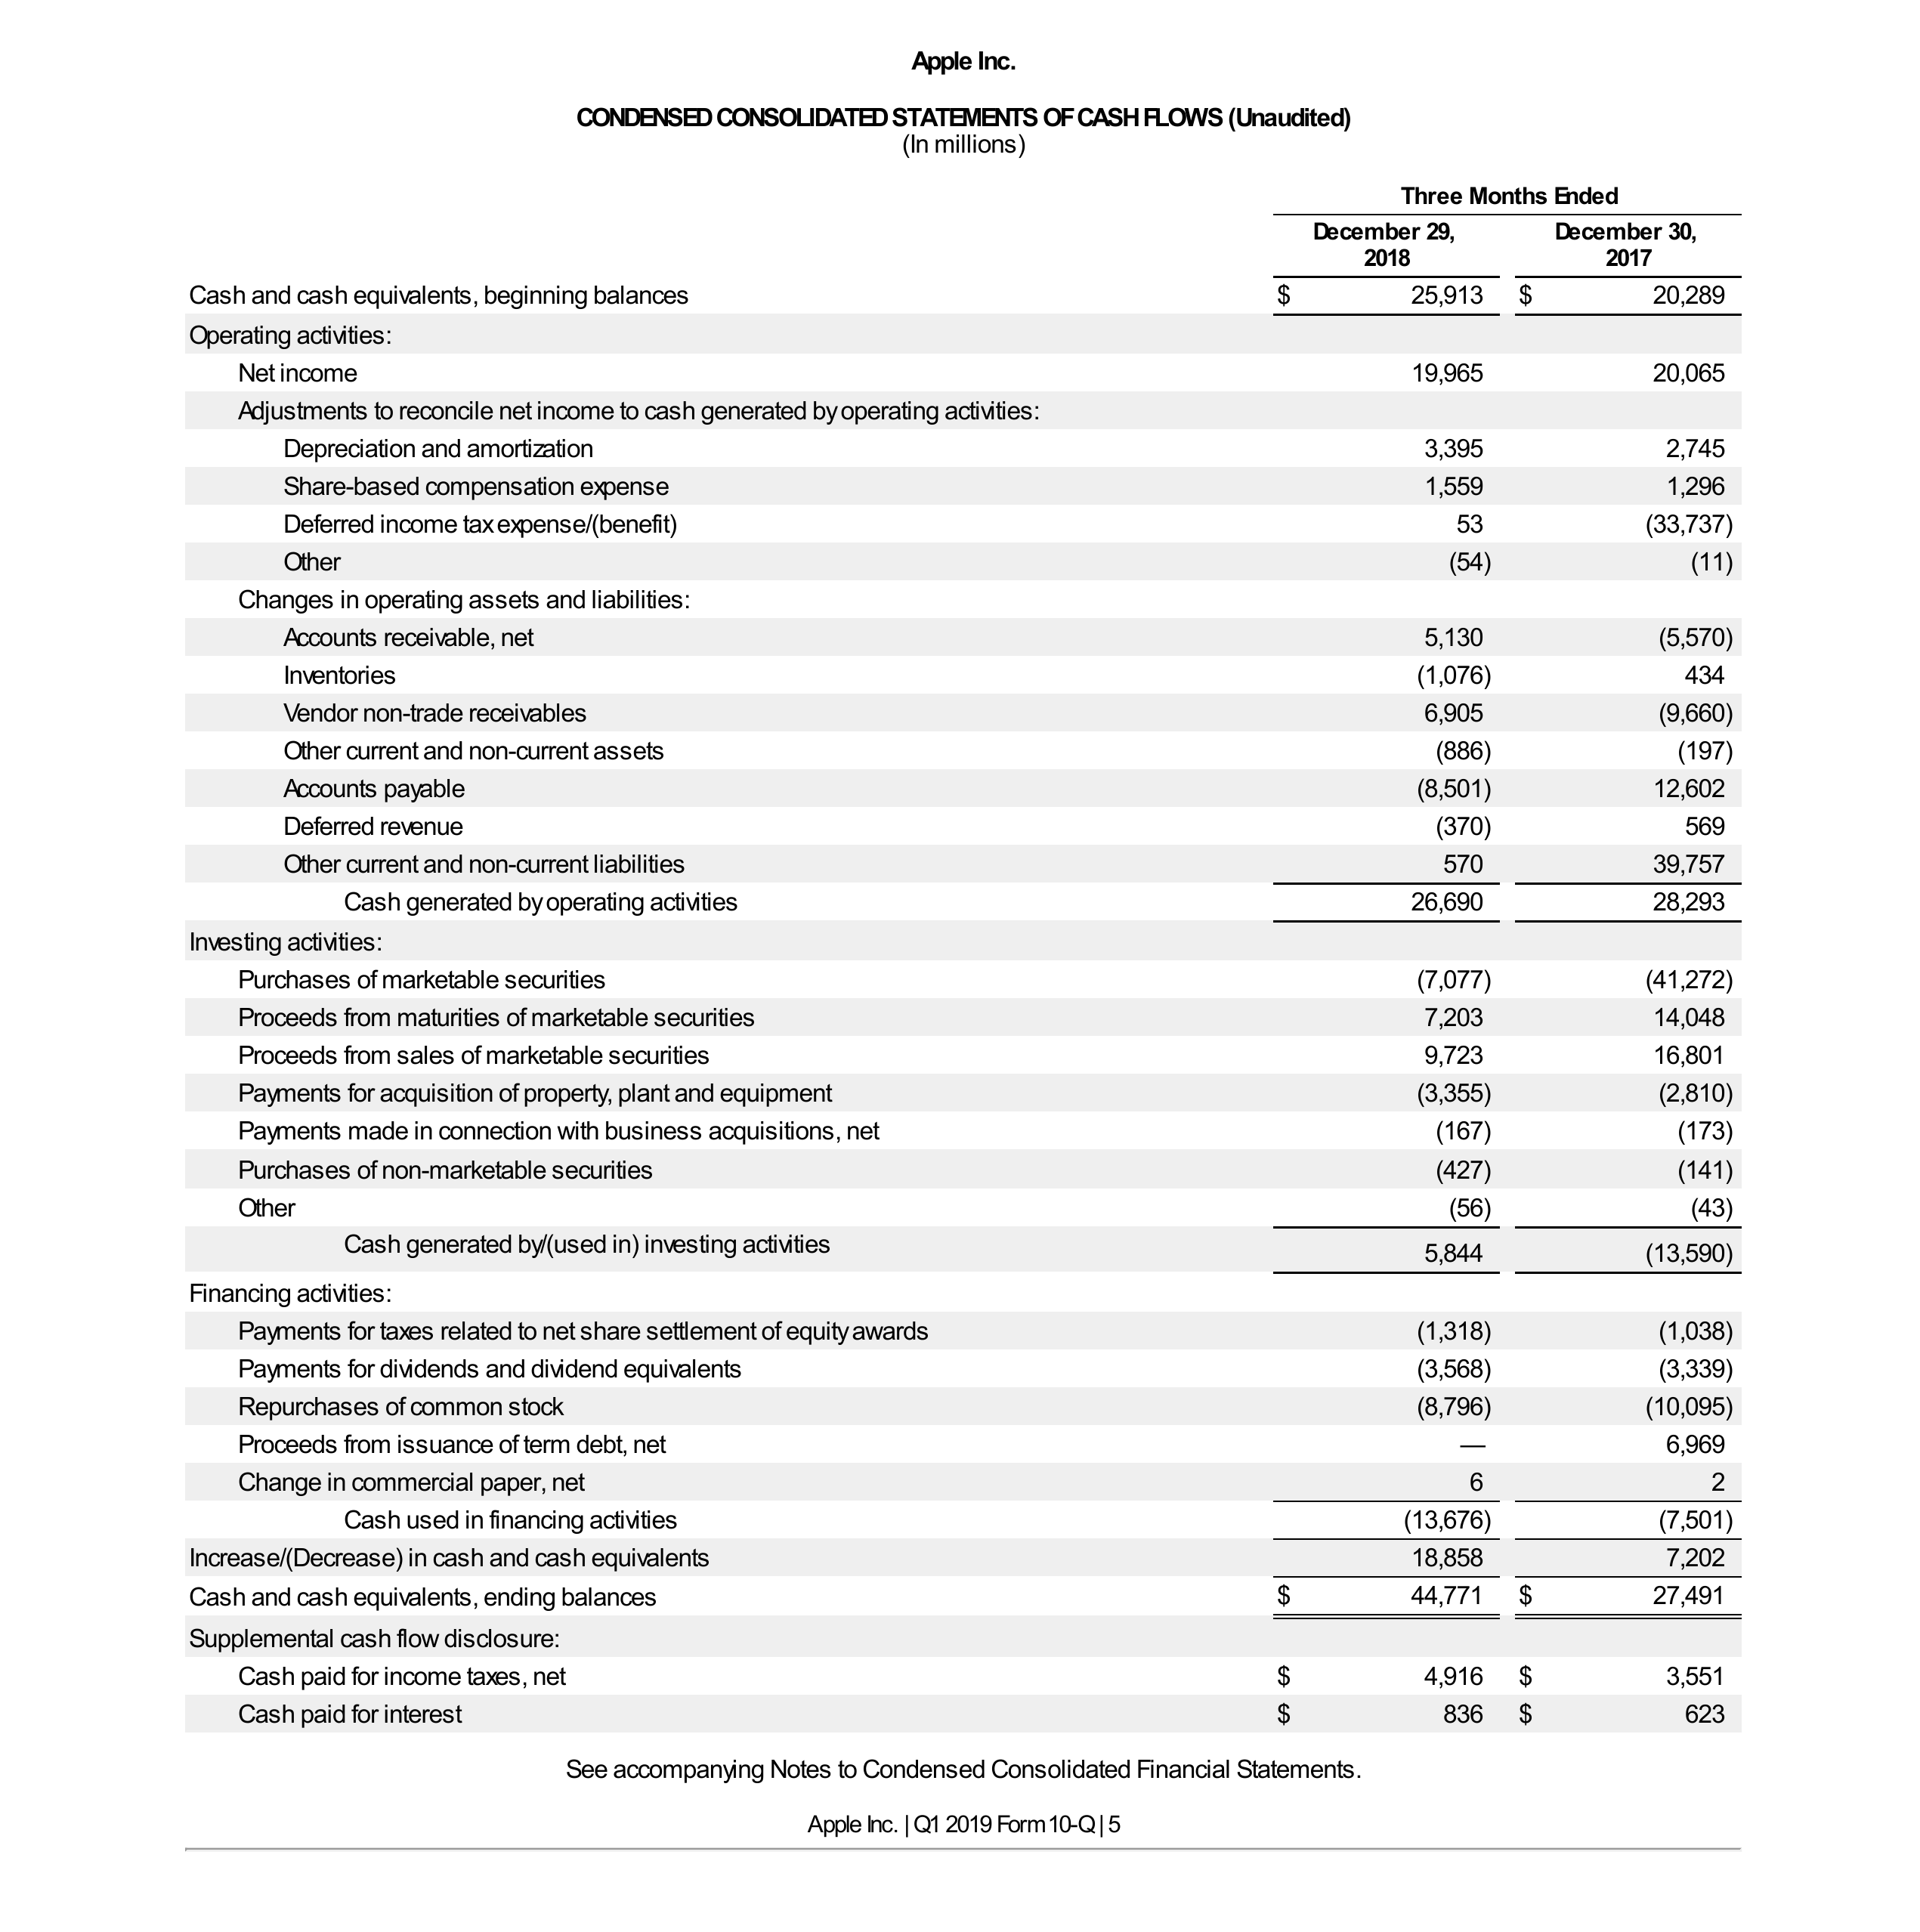 Apple Inc.
CONDENSED CONSOLIDATED STATEMENTS OF CASH FLOWS (Unaudited)
(In millions)
Three Months Ended
December 29, 2018 December 30, 2017
Cash and cash equivalents, beginning balances $ 25,913 $ 20,289
Operating activities:
Net income 19,965 20,065
Adjustments to reconcile net income to cash generated by operating activities:
Depreciation and amortization 3,395 2,745
Share-based compensation expense 1,559 1,296
Deferred income tax expense/(benefit) 53 (33,737)
Other (54) (11)
Changes in operating assets and liabilities:
Accounts receivable, net 5,130 (5,570)
Inventories (1,076) 434
Vendor non-trade receivables 6,905 (9,660)
Other current and non-current assets (886) (197)
Accounts payable (8,501) 12,602
Deferred revenue (370) 569
Other current and non-current liabilities 570 39,757
Cash generated by operating activities 26,690 28,293
Investing activities:
Purchases of marketable securities (7,077) (41,272)
Proceeds from maturities of marketable securities 7,203 14,048
Proceeds from sales of marketable securities 9,723 16,801
Payments for acquisition of property, plant and equipment (3,355) (2,810)
Payments made in connection with business acquisitions, net (167) (173)
Purchases of non-marketable securities (427) (141)
Other (56) (43)
Cash generated by/(used in) investing activities 5,844 (13,590)
Financing activities:
Payments for taxes related to net share settlement of equity awards (1,318) (1,038)
Payments for dividends and dividend equivalents (3,568) (3,339)
Repurchases of common stock (8,796) (10,095)
Proceeds from issuance of term debt, net — 6,969
Change in commercial paper, net 6 2
Cash used in financing activities (13,676) (7,501)
Increase/(Decrease) in cash and cash equivalents 18,858 7,202
Cash and cash equivalents, ending balances $ 44,771 $ 27,491
Supplemental cash flow disclosure:
Cash paid for income taxes, net $ 4,916 $ 3,551
Cash paid for interest $ 836 $ 623
See accompanying Notes to Condensed Consolidated Financial Statements.
Apple Inc. | Q1 2019 Form 10-Q | 5